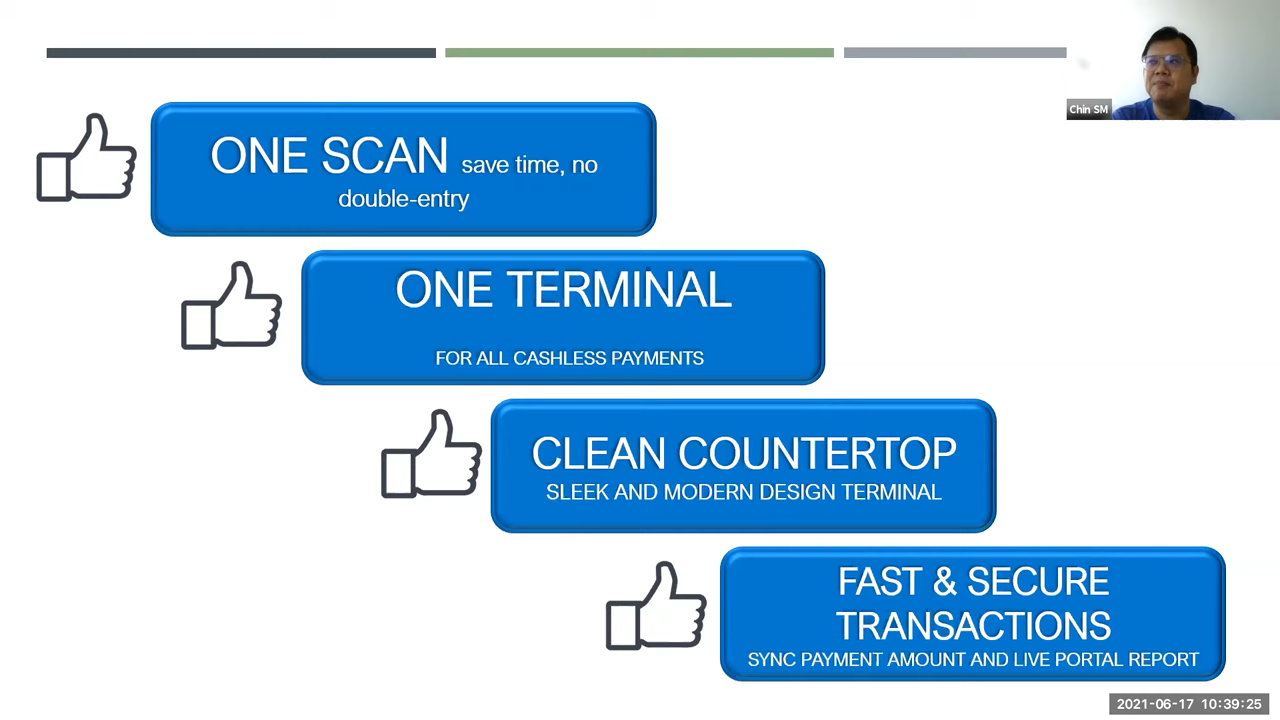 Chin SM
ONE SCAN save time, no
double-entry
ONE TERMINAL
FOR ALL CASHLESS PAYMENTS
CLEAN COUNTERTOP
SLEEK AND MODERN DESIGN TERMINAL
FAST & SECURE
TRANSACTIONS
SYNC PAYMENT AMOUNT AND LIVE PORTAL REPORT
2021-06-17 10:39:25